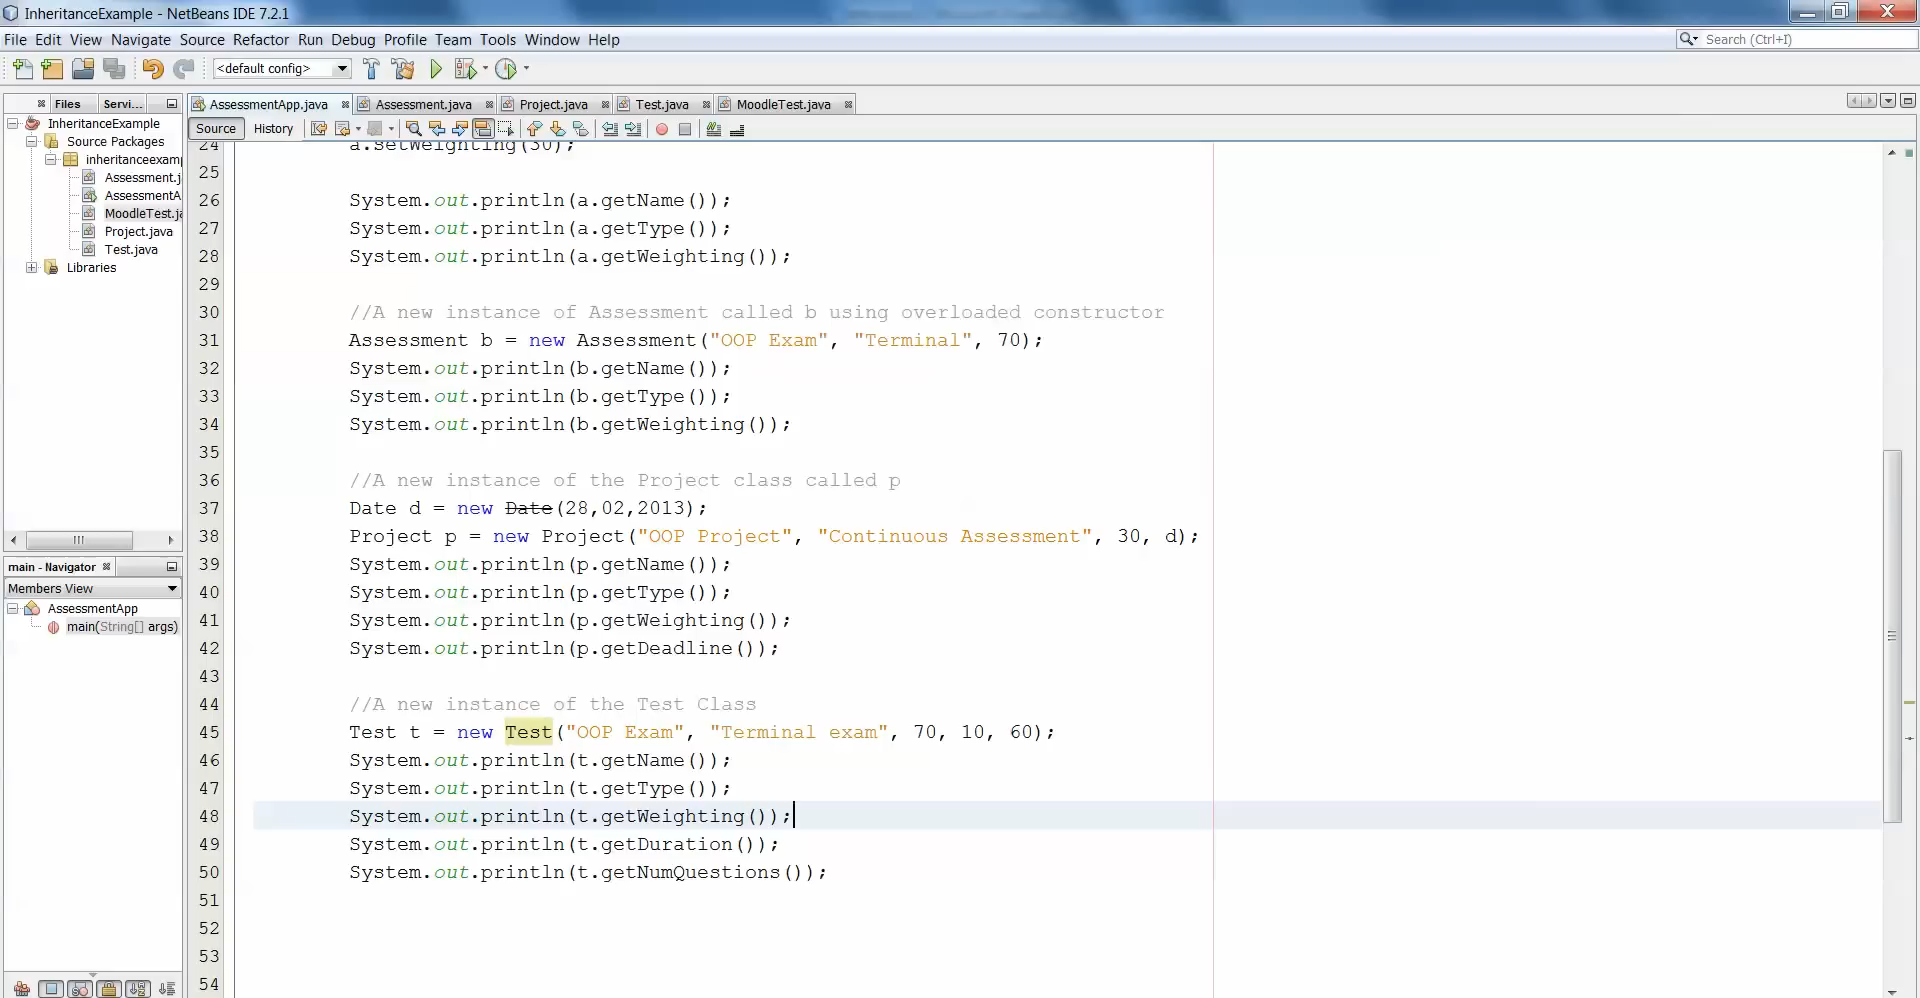 InheritanceExample - NetBeans IDE 7.2.1
File Edit View Navigate Source Refactor Run Debug Profile Team Tools Window Help
Search (Ctrl+I)
<default config>
Files Servi...
AssessmentApp.java Assessment.java Project.java Test.java MoodleTest.java
Source History
InheritanceExample
Source Packages
inheritanceexamp
Assessment.j
AssessmentA
MoodleTest.ja
Project.java
Test.java
Libraries
main - Navigator
Members View
AssessmentApp
main(String[] args)
24 a.setWeighting(30);
25
26 System.out.println(a.getName());
27 System.out.println(a.getType());
28 System.out.println(a.getWeighting());
29
30 //A new instance of Assessment called b using overloaded constructor
31 Assessment b = new Assessment("OOP Exam", "Terminal", 70);
32 System.out.println(b.getName());
33 System.out.println(b.getType());
34 System.out.println(b.getWeighting());
35
36 //A new instance of the Project class called p
37 Date d = new Date(28,02,2013);
38 Project p = new Project("OOP Project", "Continuous Assessment", 30, d);
39 System.out.println(p.getName());
40 System.out.println(p.getType());
41 System.out.println(p.getWeighting());
42 System.out.println(p.getDeadline());
43
44 //A new instance of the Test Class
45 Test t = new Test("OOP Exam", "Terminal exam", 70, 10, 60);
46 System.out.println(t.getName());
47 System.out.println(t.getType());
48 System.out.println(t.getWeighting());
49 System.out.println(t.getDuration());
50 System.out.println(t.getNumQuestions());
51
52
53
54